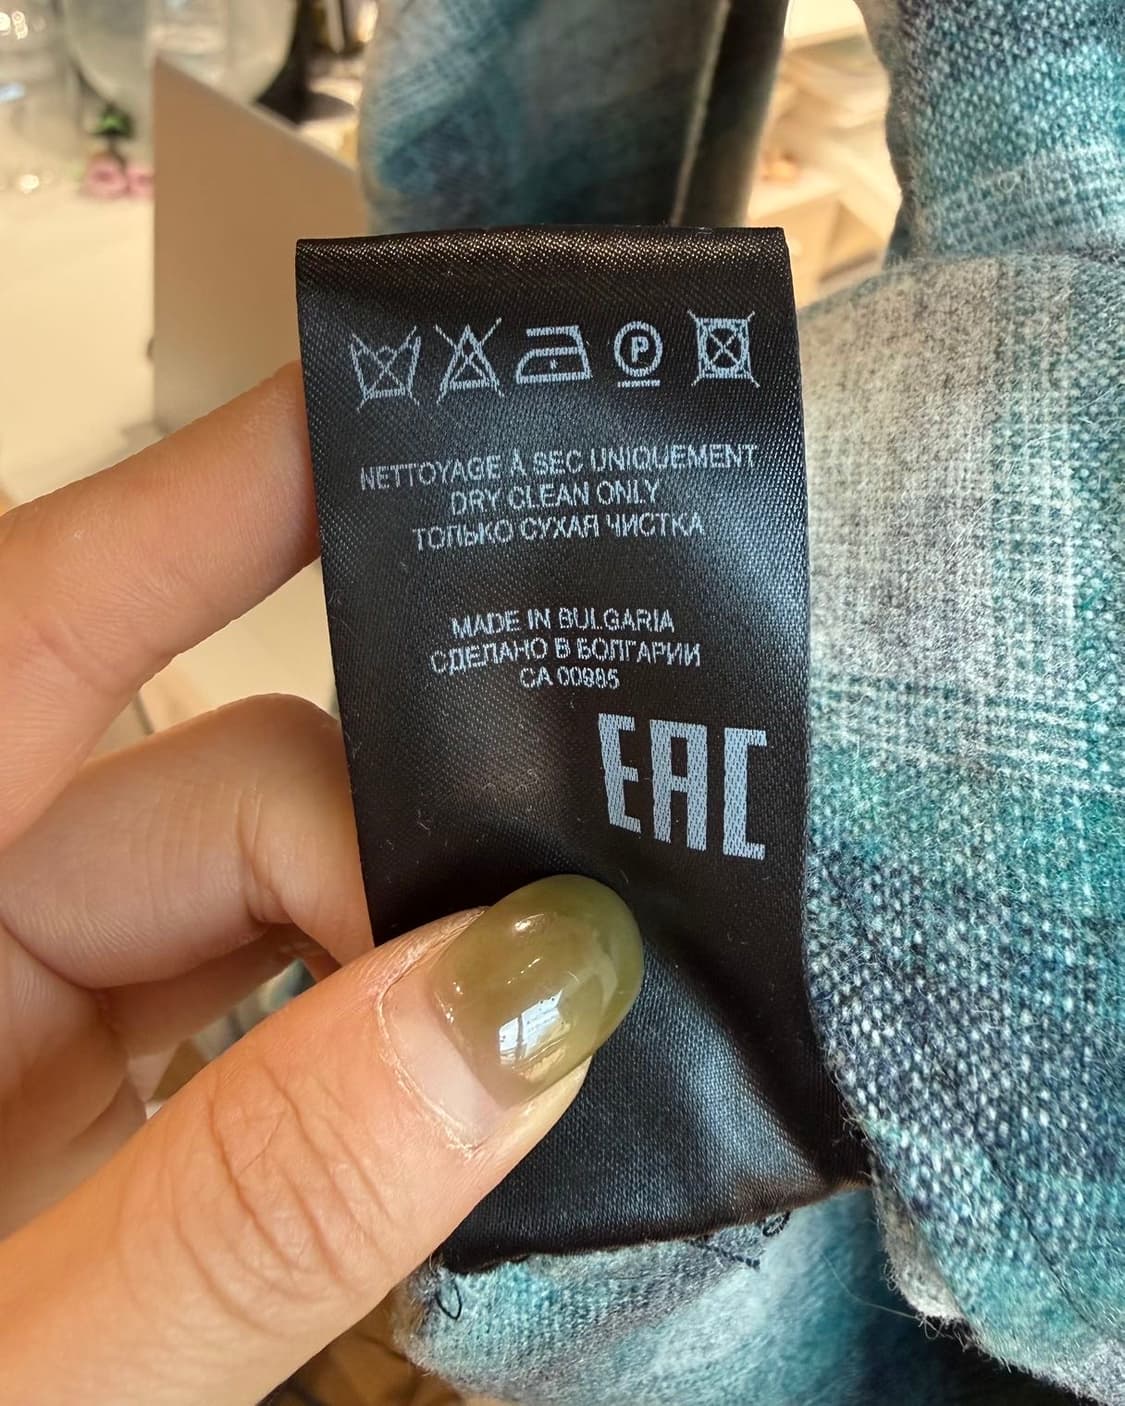 P
NETTOYAGE À SEC UNIQUEMENT
DRY CLEAN ONLY
ТОЛЬКО СУХАЯ ЧИСТКА
MADE IN BULGARIA
СДЕЛАНО В БОЛГАРИИ
CA 00985
EAC